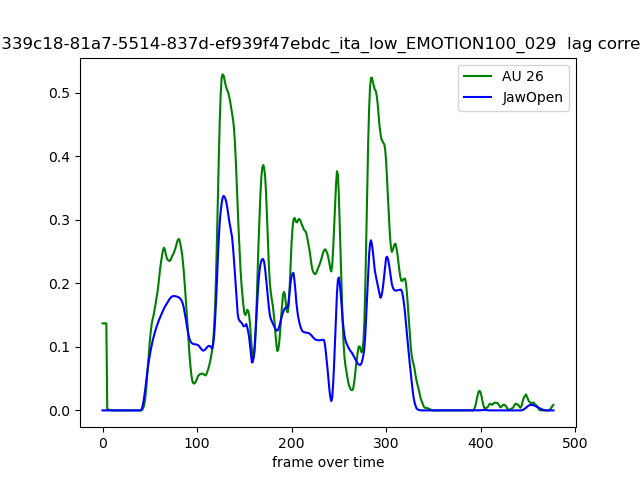 339c18-81a7-5514-837d-ef939f47ebdc_ita_low_EMOTION100_029 lag corre
AU 26
JawOpen
0.5
0.4
0.3
0.2
0.1
0.0
0 100 200 300 400 500
frame over time